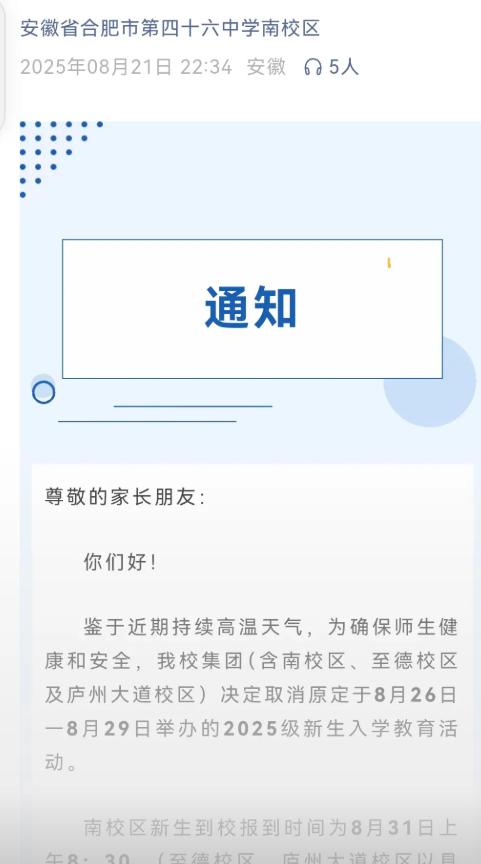 安徽省合肥市第四十六中学南校区
2025年08月21日 22:34 安徽 5人
通知
尊敬的家长朋友：
你们好！
鉴于近期持续高温天气，为确保师生健
康和安全，我校集团(含南校区、至德校区
及庐州大道校区）决定取消原定于8月26日
—8月29日举办的2025级新生入学教育活
动。
南校区新生到校报到时间为8月31日上
午8：30，（至德校区、庐州大道校区以具